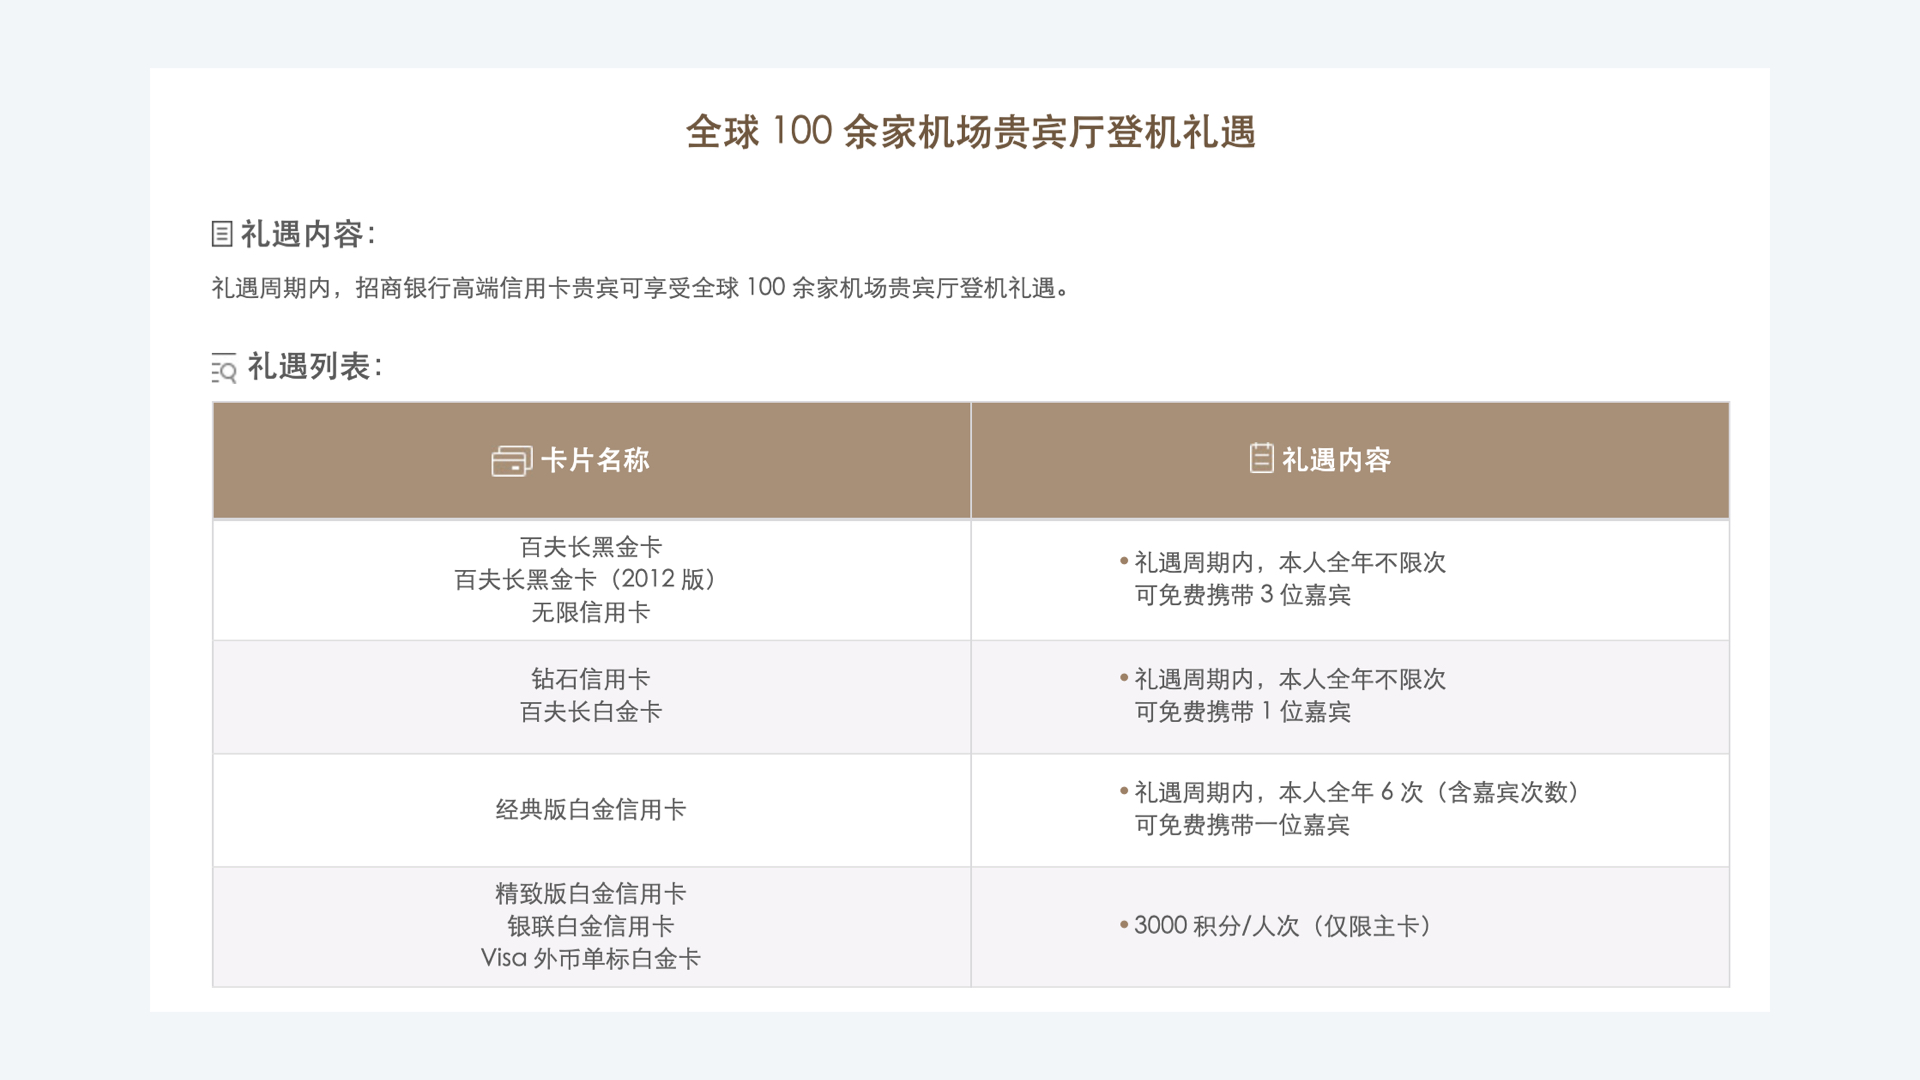 全球 100 余家机场贵宾厅登机礼遇
礼遇内容：
礼遇周期内，招商银行高端信用卡贵宾可享受全球 100 余家机场贵宾厅登机礼遇。
礼遇列表：
卡片名称
礼遇内容
百夫长黑金卡
百夫长黑金卡（2012 版）
无限信用卡
•礼遇周期内，本人全年不限次
可免费携带 3 位嘉宾
钻石信用卡
百夫长白金卡
•礼遇周期内，本人全年不限次
可免费携带 1 位嘉宾
经典版白金信用卡
•礼遇周期内，本人全年 6 次（含嘉宾次数）
可免费携带一位嘉宾
精致版白金信用卡
银联白金信用卡
Visa 外币单标白金卡
•3000 积分/人次（仅限主卡）